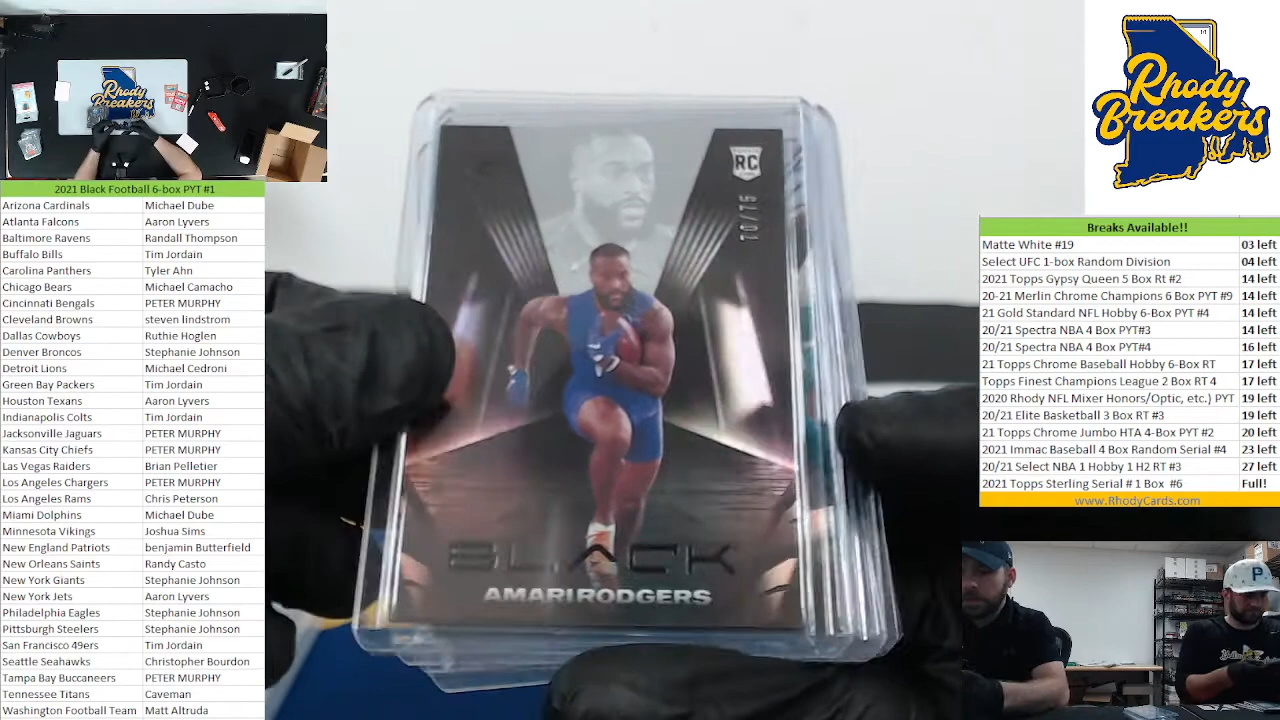 Rhody
Breakers
2021 Black Football 6-box PYT #1
Arizona Cardinals Michael Dube
Atlanta Falcons Aaron Lyvers
Baltimore Ravens Randall Thompson
Buffalo Bills Tim Jordain
Carolina Panthers Tyler Ahn
Chicago Bears Michael Camacho
Cincinnati Bengals PETER MURPHY
Cleveland Browns steven lindstrom
Dallas Cowboys Ruthie Hoglen
Denver Broncos Stephanie Johnson
Detroit Lions Michael Cedroni
Green Bay Packers Tim Jordain
Houston Texans Aaron Lyvers
Indianapolis Colts Tim Jordain
Jacksonville Jaguars PETER MURPHY
Kansas City Chiefs PETER MURPHY
Las Vegas Raiders Brian Pelletier
Los Angeles Chargers PETER MURPHY
Los Angeles Rams Chris Peterson
Miami Dolphins Michael Dube
Minnesota Vikings Joshua Sims
New England Patriots benjamin Butterfield
New Orleans Saints Randy Casto
New York Giants Stephanie Johnson
New York Jets Aaron Lyvers
Philadelphia Eagles Stephanie Johnson
Pittsburgh Steelers Stephanie Johnson
San Francisco 49ers Tim Jordain
Seattle Seahawks Christopher Bourdon
Tampa Bay Buccaneers PETER MURPHY
Tennessee Titans Caveman
Washington Football Team Matt Altruda
RC
10/75
BLACK
AMARI RODGERS
1/1
Rhody
Breakers
Breaks Available!!
Matte White #19 03 left
Select UFC 1-box Random Division 04 left
2021 Topps Gypsy Queen 5 Box Rt #2 14 left
20-21 Merlin Chrome Champions 6 Box PYT #9 14 left
21 Gold Standard NFL Hobby 6-Box PYT #4 14 left
20/21 Spectra NBA 4 Box PYT#3 14 left
20/21 Spectra NBA 4 Box PYT#4 16 left
21 Topps Chrome Baseball Hobby 6-Box RT 17 left
Topps Finest Champions League 2 Box RT 4 17 left
2020 Rhody NFL Mixer Honors/Optic, etc.) PYT 19 left
20/21 Elite Basketball 3 Box RT #3 19 left
21 Topps Chrome Jumbo HTA 4-Box PYT #2 20 left
2021 Immac Baseball 4 Box Random Serial #4 23 left
20/21 Select NBA 1 Hobby 1 H2 RT #3 27 left
2021 Topps Sterling Serial # 1 Box #6 Full!
www.RhodyCards.com
P